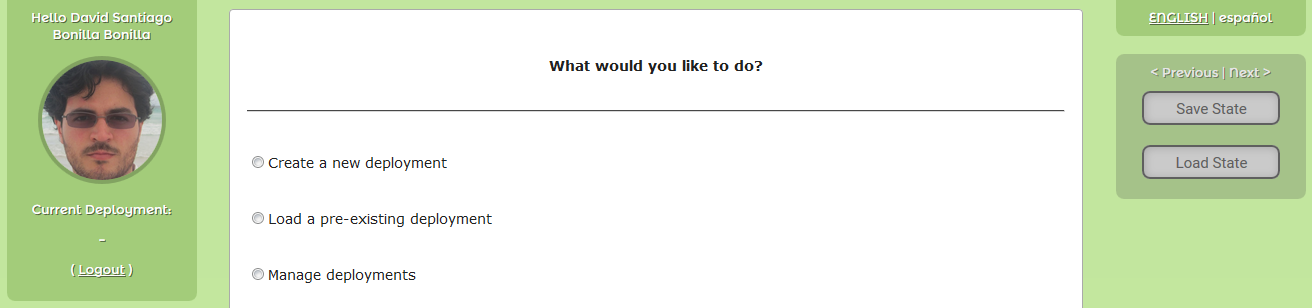 Hello David Santiago
Bonilla Bonilla
Current Deployment:
-
( Logout )
What would you like to do?
Create a new deployment
Load a pre-existing deployment
Manage deployments
ENGLISH | español
< Previous | Next >
Save State
Load State